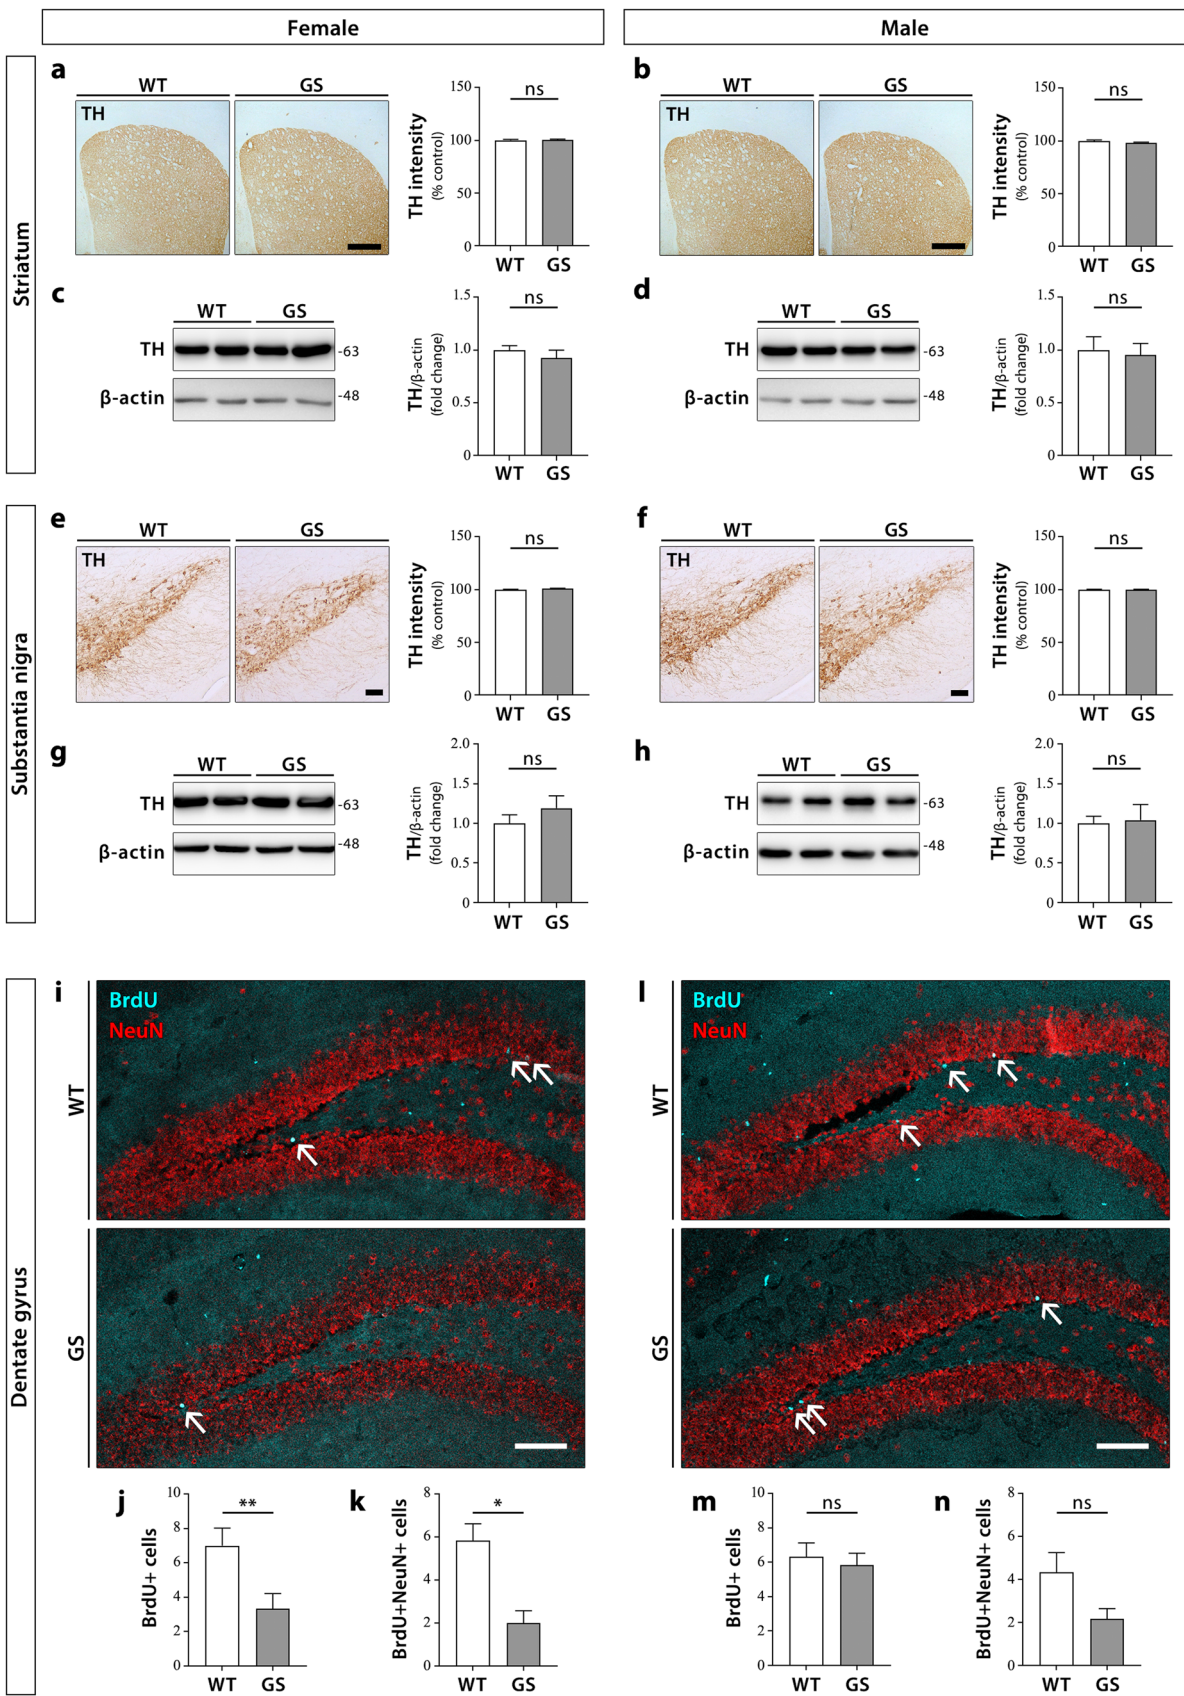 Female
Male
Striatum
a
WT
GS
TH
TH intensity
(% control)
150
100
50
0
ns
WT
GS
b
WT
GS
TH
TH intensity
(% control)
150
100
50
0
ns
WT
GS
c
WT
GS
TH
-63
β-actin
-48
TH/β-actin
(fold change)
1.5
1.0
0.5
0
ns
WT
GS
d
WT
GS
TH
-63
β-actin
-48
TH/β-actin
(fold change)
1.5
1.0
0.5
0
ns
WT
GS
Substantia nigra
e
WT
GS
TH
TH intensity
(% control)
150
100
50
0
ns
WT
GS
f
WT
GS
TH
TH intensity
(% control)
150
100
50
0
ns
WT
GS
g
WT
GS
TH
-63
β-actin
-48
TH/β-actin
(fold change)
2.0
1.5
1.0
0.5
0
ns
WT
GS
h
WT
GS
TH
-63
β-actin
-48
TH/β-actin
(fold change)
2.0
1.5
1.0
0.5
0
ns
WT
GS
Dentate gyrus
i
BrdU
NeuN
WT
GS
l
BrdU
NeuN
WT
GS
j
BrdU+ cells
10
8
6
4
2
0
**
WT
GS
k
BrdU+NeuN+ cells
8
6
4
2
0
*
WT
GS
m
BrdU+ cells
10
8
6
4
2
0
ns
WT
GS
n
BrdU+NeuN+ cells
8
6
4
2
0
ns
WT
GS